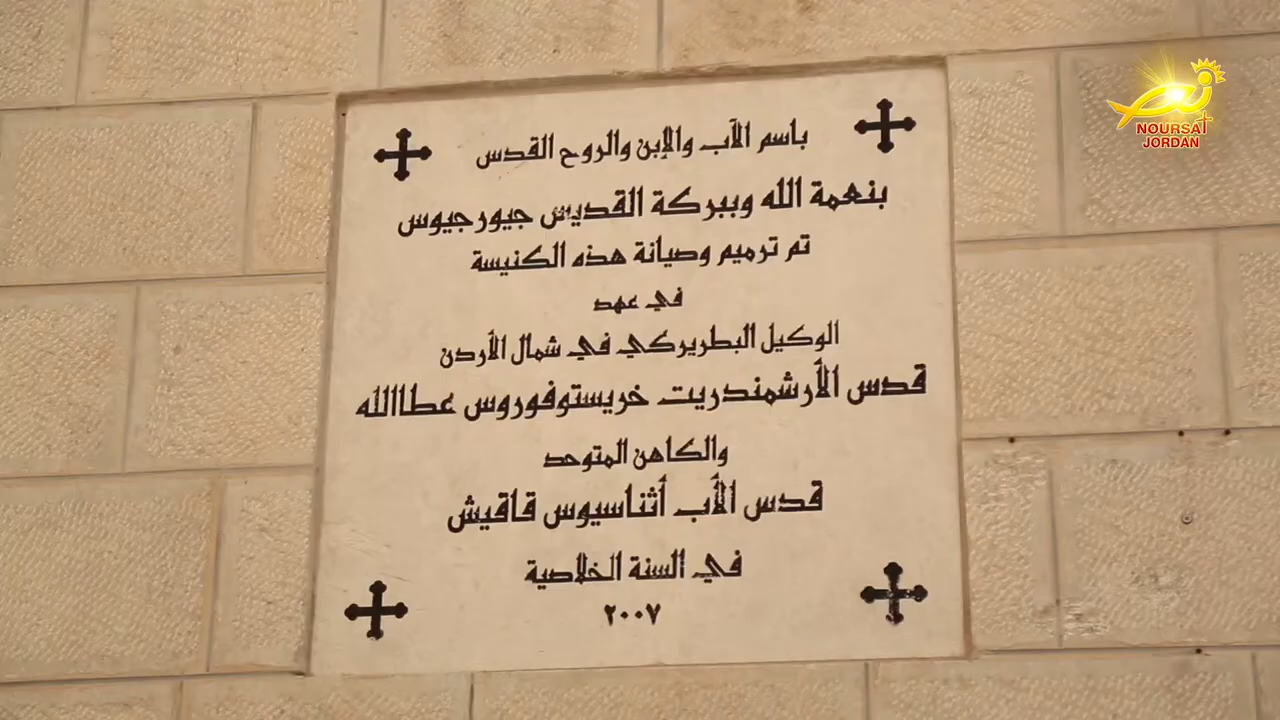 باسم الآب والإبن والروح القدس
بنعمة الله وببركة القديس جيورجيوس
تم ترميم وصيانة هذه الكنيسة
في عهد
الوكيل البطريركي في شمال الأردن
قدس الأرشمندريت خريستوفوروس عطاالله
والكاهن المتوحد
قدس الأب أثناسيوس قاقيش
في السنة الخلاصية
٢٠٠٧
NOURSAT
JORDAN